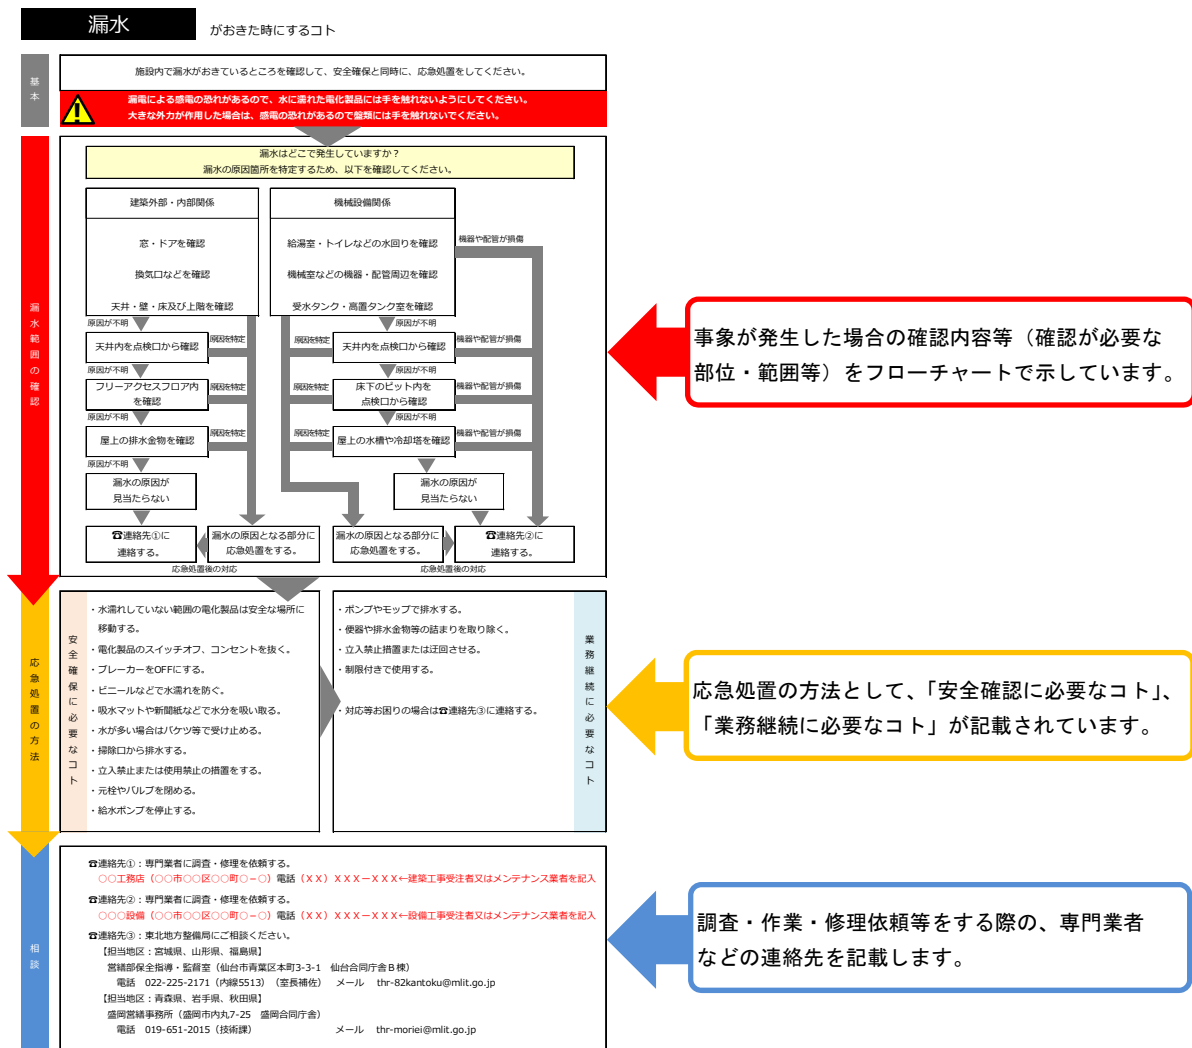 漏水
がおきた時にするコト
基本
施設内で漏水がおきているところを確認して、安全確保と同時に、応急処置をしてください。
漏電による感電の恐れがあるので、水に濡れた電化製品には手を触れないようにしてください。
大きな外力が作用した場合は、感電の恐れがあるので盤類には手を触れないでください。
漏水範囲の確認
漏水はどこで発生していますか？
漏水の原因箇所を特定するため、以下を確認してください。
建築外部・内部関係
窓・ドアを確認
換気口などを確認
天井・壁・床及び上階を確認
原因が不明
天井内を点検口から確認
原因を特定
原因が不明
フリーアクセスフロア内
を確認
原因を特定
原因が不明
屋上の排水金物を確認
原因を特定
原因が不明
漏水の原因が
見当たらない
☎連絡先①に
連絡する。
漏水の原因となる部分に
応急処置をする。
応急処置後の対応
機械設備関係
給湯室・トイレなどの水回りを確認
機器や配管が損傷
機械室などの機器・配管周辺を確認
受水タンク・高置タンク室を確認
原因が不明
原因を特定
天井内を点検口から確認
機器や配管が損傷
原因が不明
原因を特定
床下のピット内を
点検口から確認
機器や配管が損傷
原因が不明
原因を特定
屋上の水槽や冷却塔を確認
機器や配管が損傷
原因が不明
漏水の原因が
見当たらない
漏水の原因となる部分に
応急処置をする。
☎連絡先②に
連絡する。
応急処置後の対応
事象が発生した場合の確認内容等（確認が必要な
部位・範囲等）をフローチャートで示しています。
応急処置の方法
安全確保に必要なコト
・水濡れしていない範囲の電化製品は安全な場所に
移動する。
・電化製品のスイッチオフ、コンセントを抜く。
・ブレーカーをOFFにする。
・ビニールなどで水濡れを防ぐ。
・吸水マットや新聞紙などで水分を吸い取る。
・水が多い場合はバケツ等で受け止める。
・掃除口から排水する。
・立入禁止または使用禁止の措置をする。
・元栓やバルブを閉める。
・給水ポンプを停止する。
・ポンプやモップで排水する。
・便器や排水金物等の詰まりを取り除く。
・立入禁止措置または迂回させる。
・制限付きで使用する。
・対応等お困りの場合は☎連絡先③に連絡する。
業務継続に必要なコト
応急処置の方法として、「安全確認に必要なコト」、
「業務継続に必要なコト」が記載されています。
相談
☎連絡先①：専門業者に調査・修理を依頼する。
○○工務店（○○市○○区○○町○－○）電話（ＸＸ）ＸＸＸーＸＸＸ←建築工事受注者又はメンテナンス業者を記入
☎連絡先②：専門業者に調査・修理を依頼する。
○○○設備（○○市○○区○○町○－○）電話（ＸＸ）ＸＸＸーＸＸＸ←設備工事受注者又はメンテナンス業者を記入
☎連絡先③：東北地方整備局にご相談ください。
【担当地区：宮城県、山形県、福島県】
営繕部保全指導・監督室（仙台市青葉区本町3-3-1　仙台合同庁舎Ｂ棟）
電話　022-225-2171（内線5513）（室長補佐）　メール　thr-82kantoku@mlit.go.jp
【担当地区：青森県、岩手県、秋田県】
盛岡営繕事務所（盛岡市内丸7-25　盛岡合同庁舎）
電話　019-651-2015（技術課）　メール　thr-moriei@mlit.go.jp
調査・作業・修理依頼等をする際の、専門業者
などの連絡先を記載します。